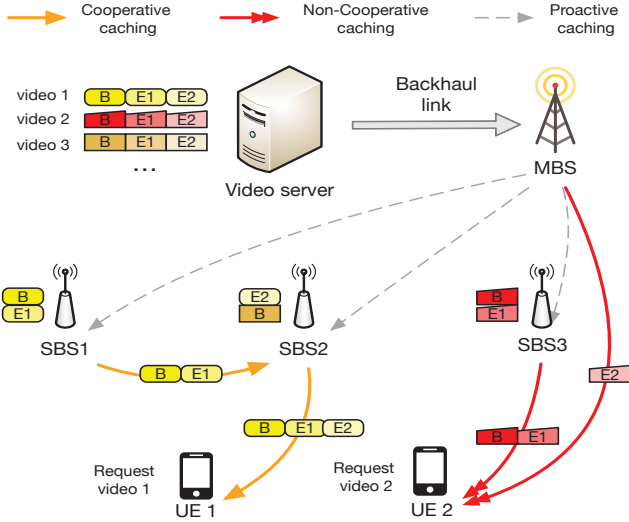 Cooperative caching
Non-Cooperative caching
Proactive caching
video 1
B E1 E2
video 2
B E1 E2
video 3
B E1 E2
...
Video server
Backhaul link
MBS
B
E1
SBS1
E2
B
SBS2
B
E1
SBS3
B E1
E2
B E1 E2
B E1
Request video 1
UE 1
Request video 2
UE 2